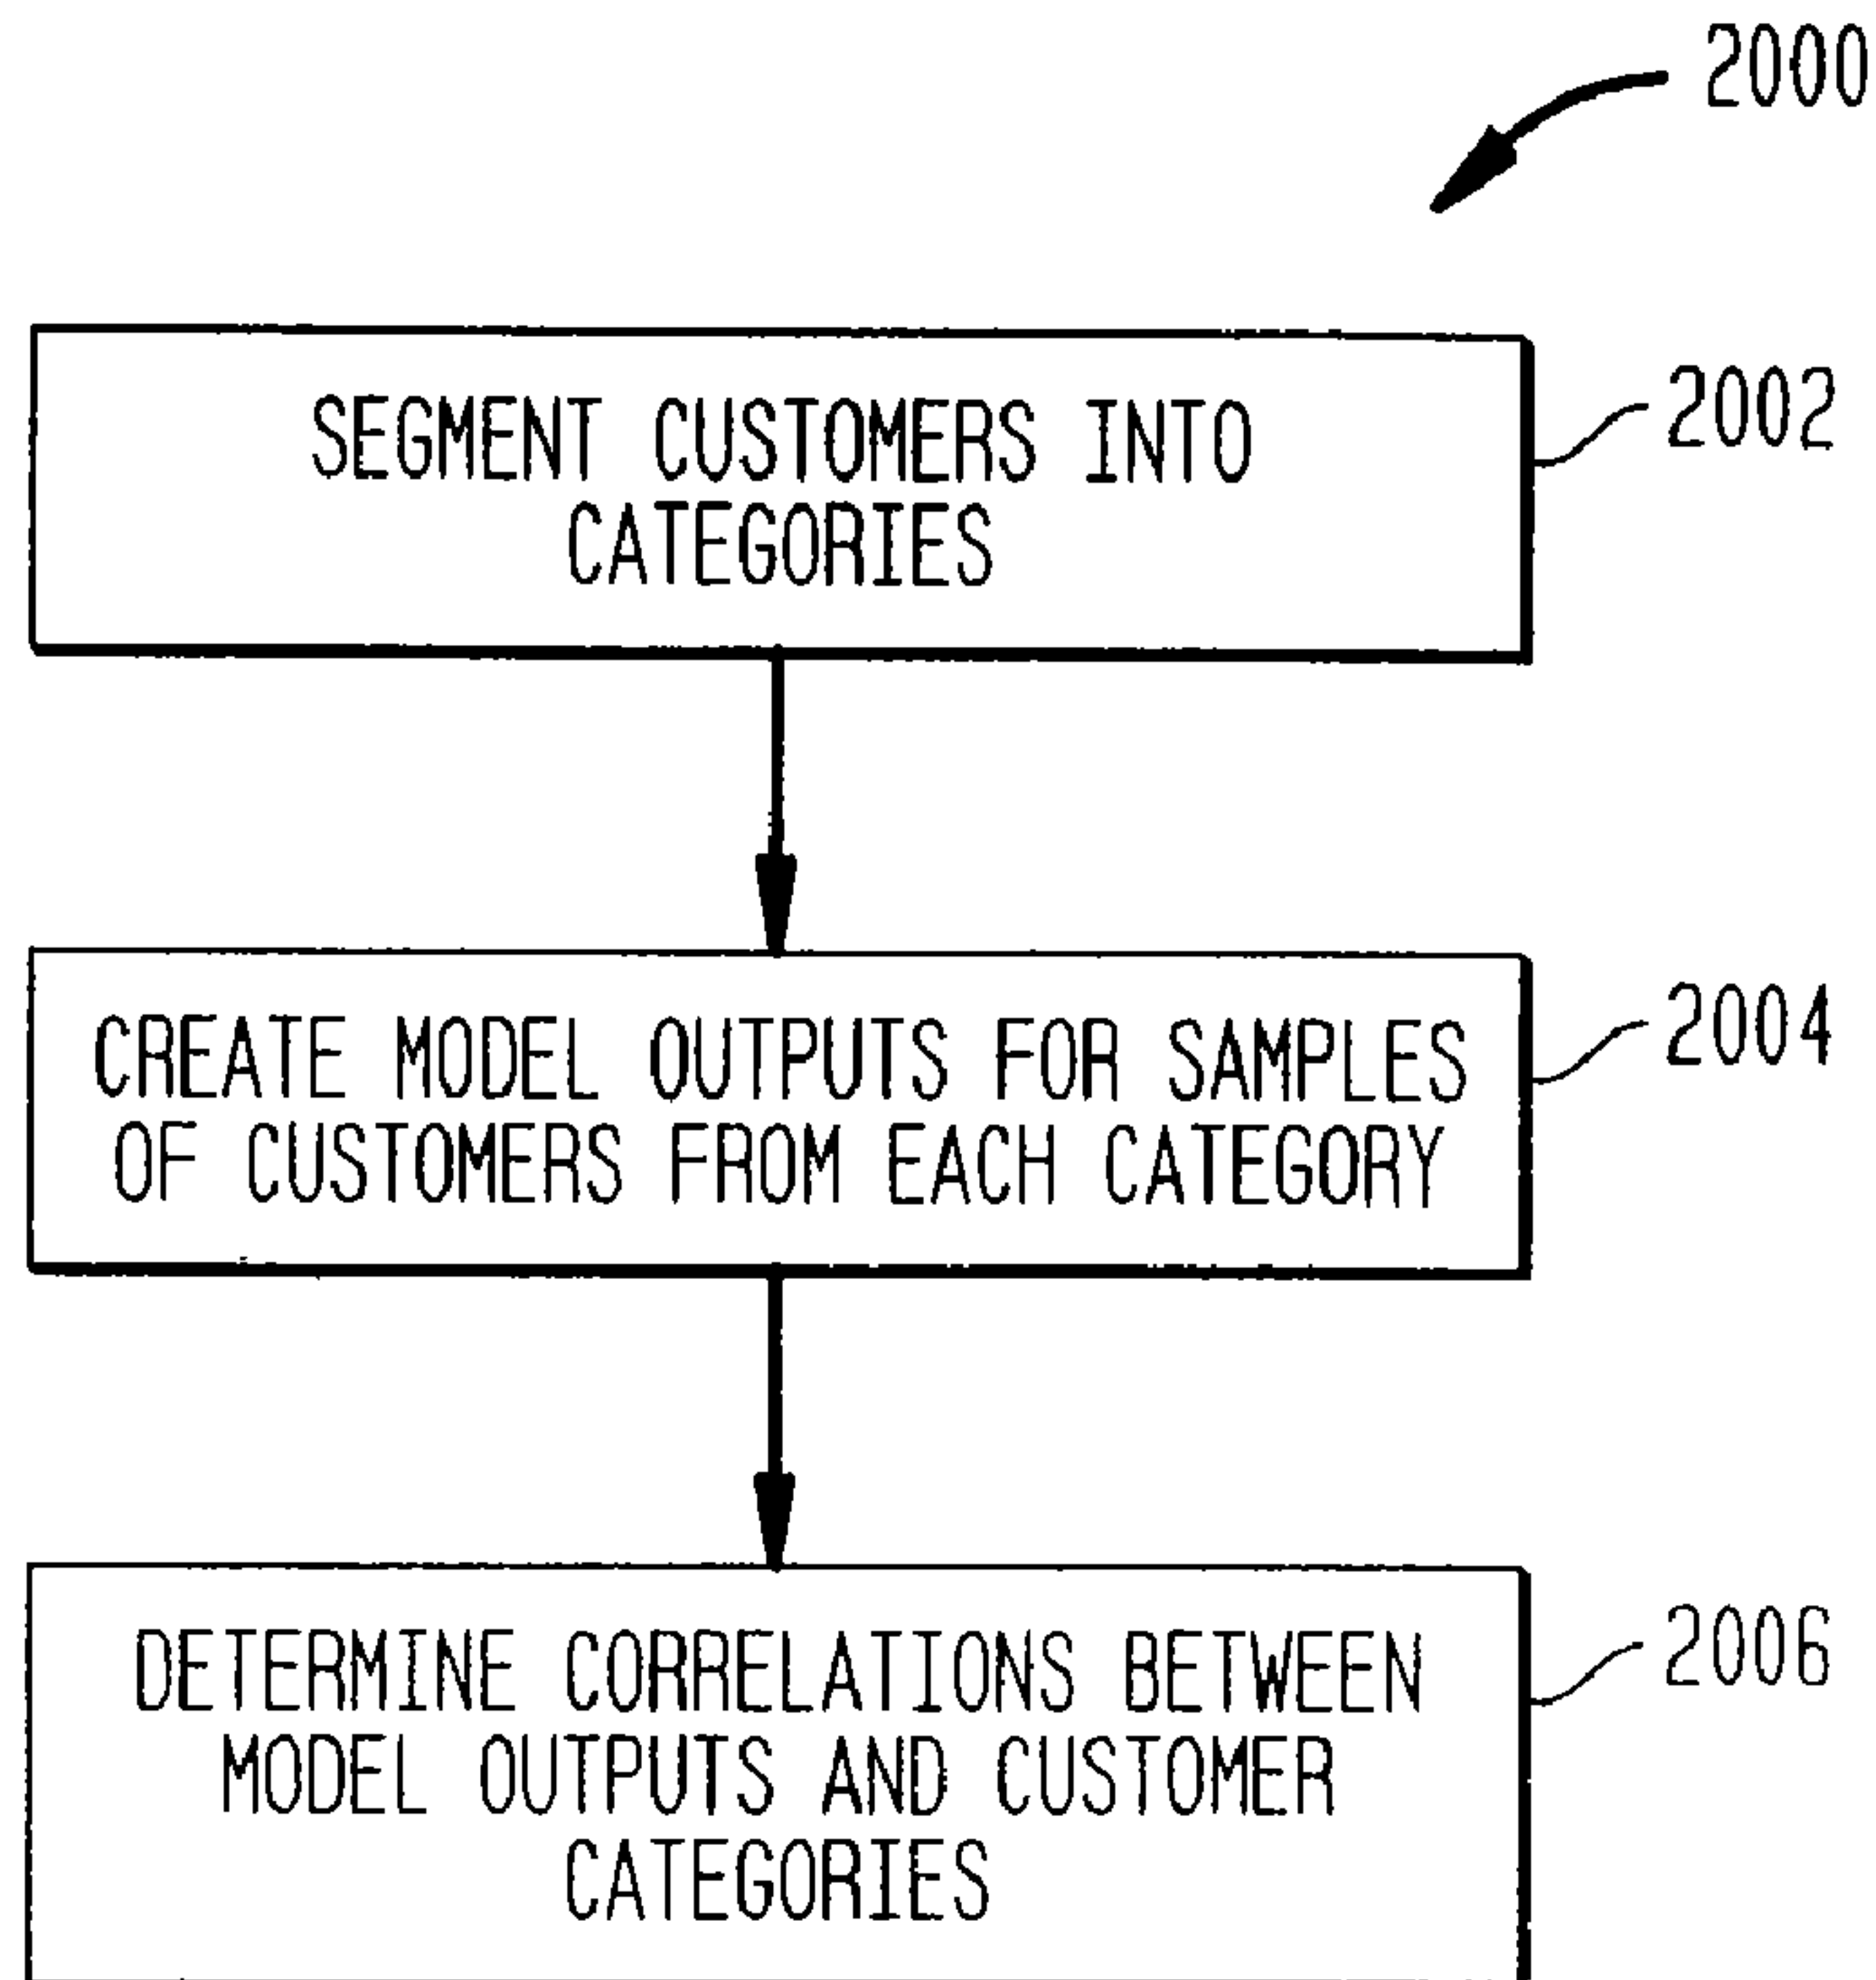 2000
SEGMENT CUSTOMERS INTO
CATEGORIES
2002
CREATE MODEL OUTPUTS FOR SAMPLES
OF CUSTOMERS FROM EACH CATEGORY
2004
DETERMINE CORRELATIONS BETWEEN
MODEL OUTPUTS AND CUSTOMER
CATEGORIES
2006